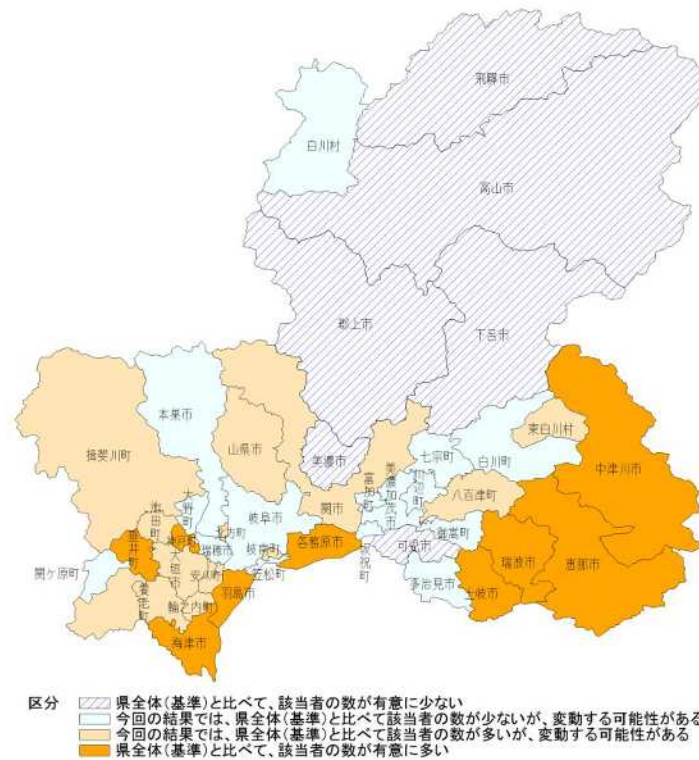 飛騨市
白川村
高山市
郡上市
下呂市
本巣市
山県市
揖斐川町
美濃市
七宗町
白川町
東白川村
中津川市
富加町
美濃加茂市
川辺町
八百津町
大野町
池田町
岐阜市
関市
北方町
神戸町
垂井町
大垣市
瑞穂市
岐南町
各務原市
坂祝町
可児市
御嵩町
瑞浪市
恵那市
関ケ原町
安八町
笠松町
多治見市
養老町
輪之内町
羽島市
土岐市
海津市
区分
県全体(基準)と比べて、該当者の数が有意に少ない
今回の結果では、県全体(基準)と比べて該当者の数が少ないが、変動する可能性がある
今回の結果では、県全体(基準)と比べて該当者の数が多いが、変動する可能性がある
県全体(基準)と比べて、該当者の数が有意に多い